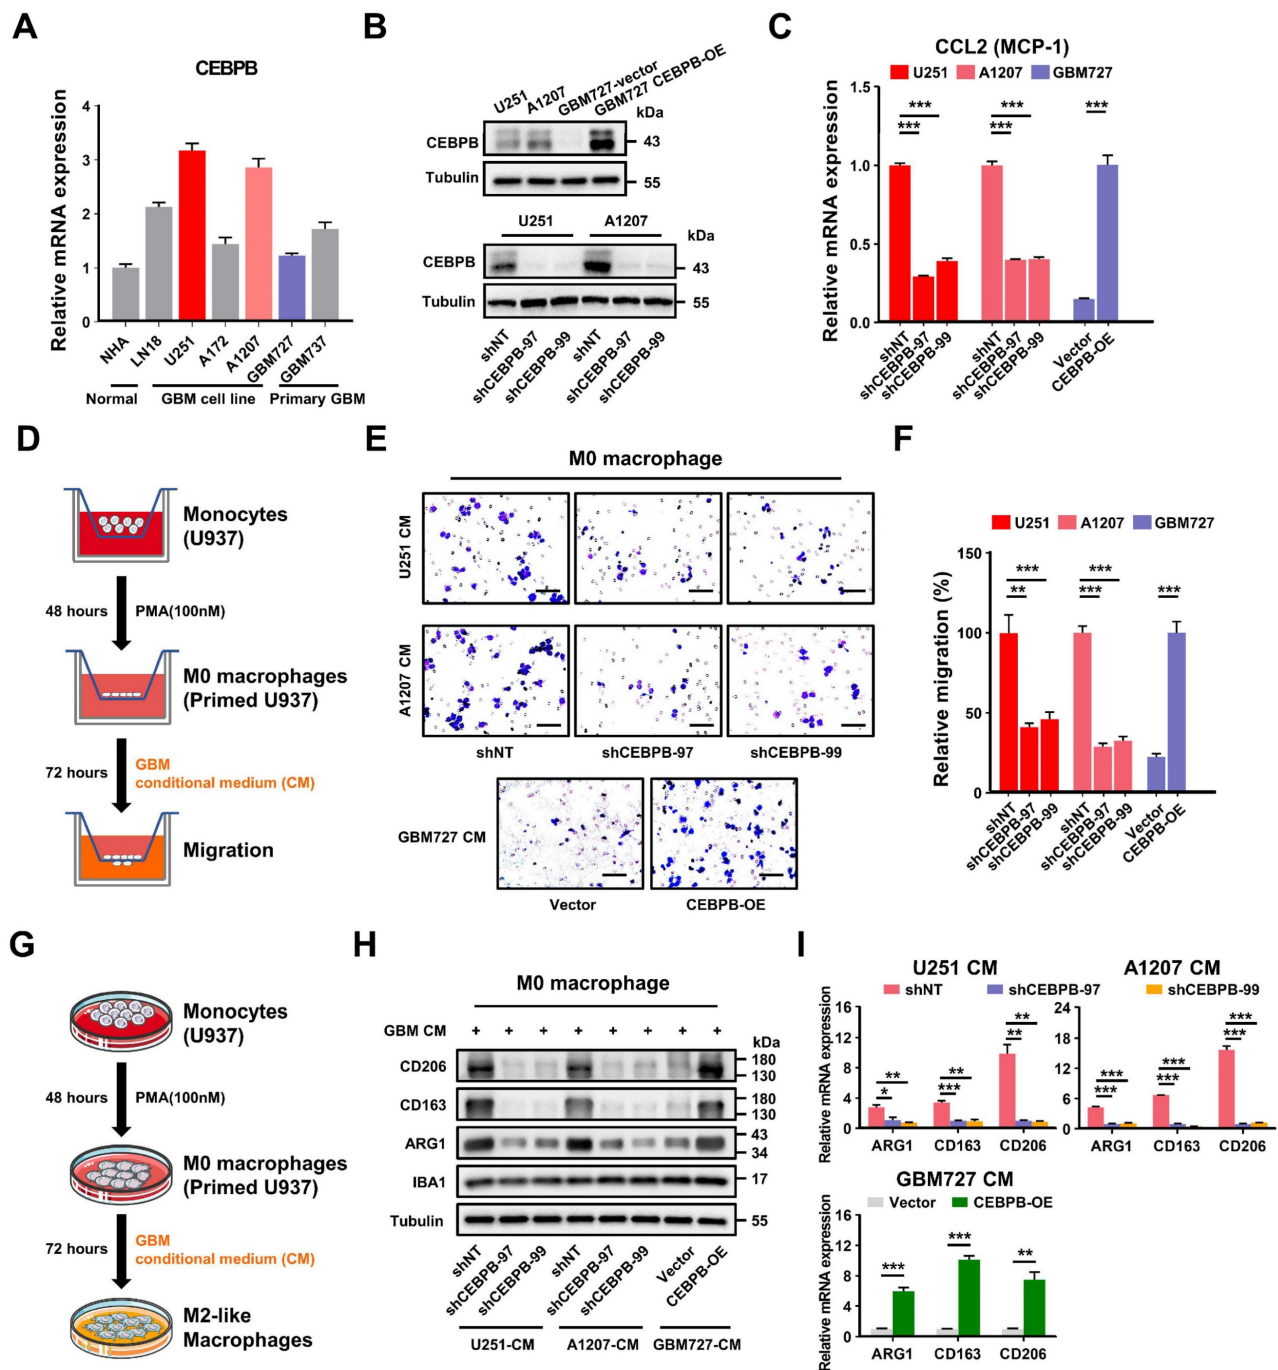 A
CEBPB
Relative mRNA expression
4
3
2
1
0
NHA
LN18
U251
A172
A1207
GBM727
GBM737
Normal
GBM cell line
Primary GBM
B
U251
A1207
GBM727-vector
GBM727 CEBPB-OE
kDa
CEBPB
43
Tubulin
55
U251
A1207
kDa
CEBPB
43
Tubulin
55
shNT
shCEBPB-97
shCEBPB-99
shNT
shCEBPB-97
shCEBPB-99
C
CCL2 (MCP-1)
U251 A1207 GBM727
Relative mRNA expression
1.5
1.0
0.5
0.0
***
***
***
***
***
shNT
shCEBPB-97
shCEBPB-99
shNT
shCEBPB-97
shCEBPB-99
Vector
CEBPB-OE
D
Monocytes
(U937)
48 hours
PMA(100nM)
M0 macrophages
(Primed U937)
72 hours
GBM
conditional medium (CM)
Migration
E
M0 macrophage
U251 CM
A1207 CM
shNT
shCEBPB-97
shCEBPB-99
GBM727 CM
Vector
CEBPB-OE
F
U251 A1207 GBM727
Relative migration (%)
150
100
50
0
***
**
***
***
***
shNT
shCEBPB-97
shCEBPB-99
shNT
shCEBPB-97
shCEBPB-99
Vector
CEBPB-OE
G
Monocytes
(U937)
48 hours
PMA(100nM)
M0 macrophages
(Primed U937)
72 hours
GBM
conditional medium (CM)
M2-like
Macrophages
H
M0 macrophage
GBM CM + + + + + + + +
kDa
CD206
180
130
CD163
180
130
ARG1
43
34
IBA1
17
Tubulin
55
shNT
shCEBPB-97
shCEBPB-99
shNT
shCEBPB-97
shCEBPB-99
Vector
CEBPB-OE
U251-CM
A1207-CM
GBM727-CM
I
U251 CM
A1207 CM
shNT shCEBPB-97 shCEBPB-99
Relative mRNA expression
16
12
8
4
0
**
*
**
***
**
**
ARG1
CD163
CD206
24
18
12
6
0
***
***
***
***
***
***
ARG1
CD163
CD206
GBM727 CM
Vector CEBPB-OE
Relative mRNA expression
16
12
8
4
0
***
***
**
ARG1
CD163
CD206